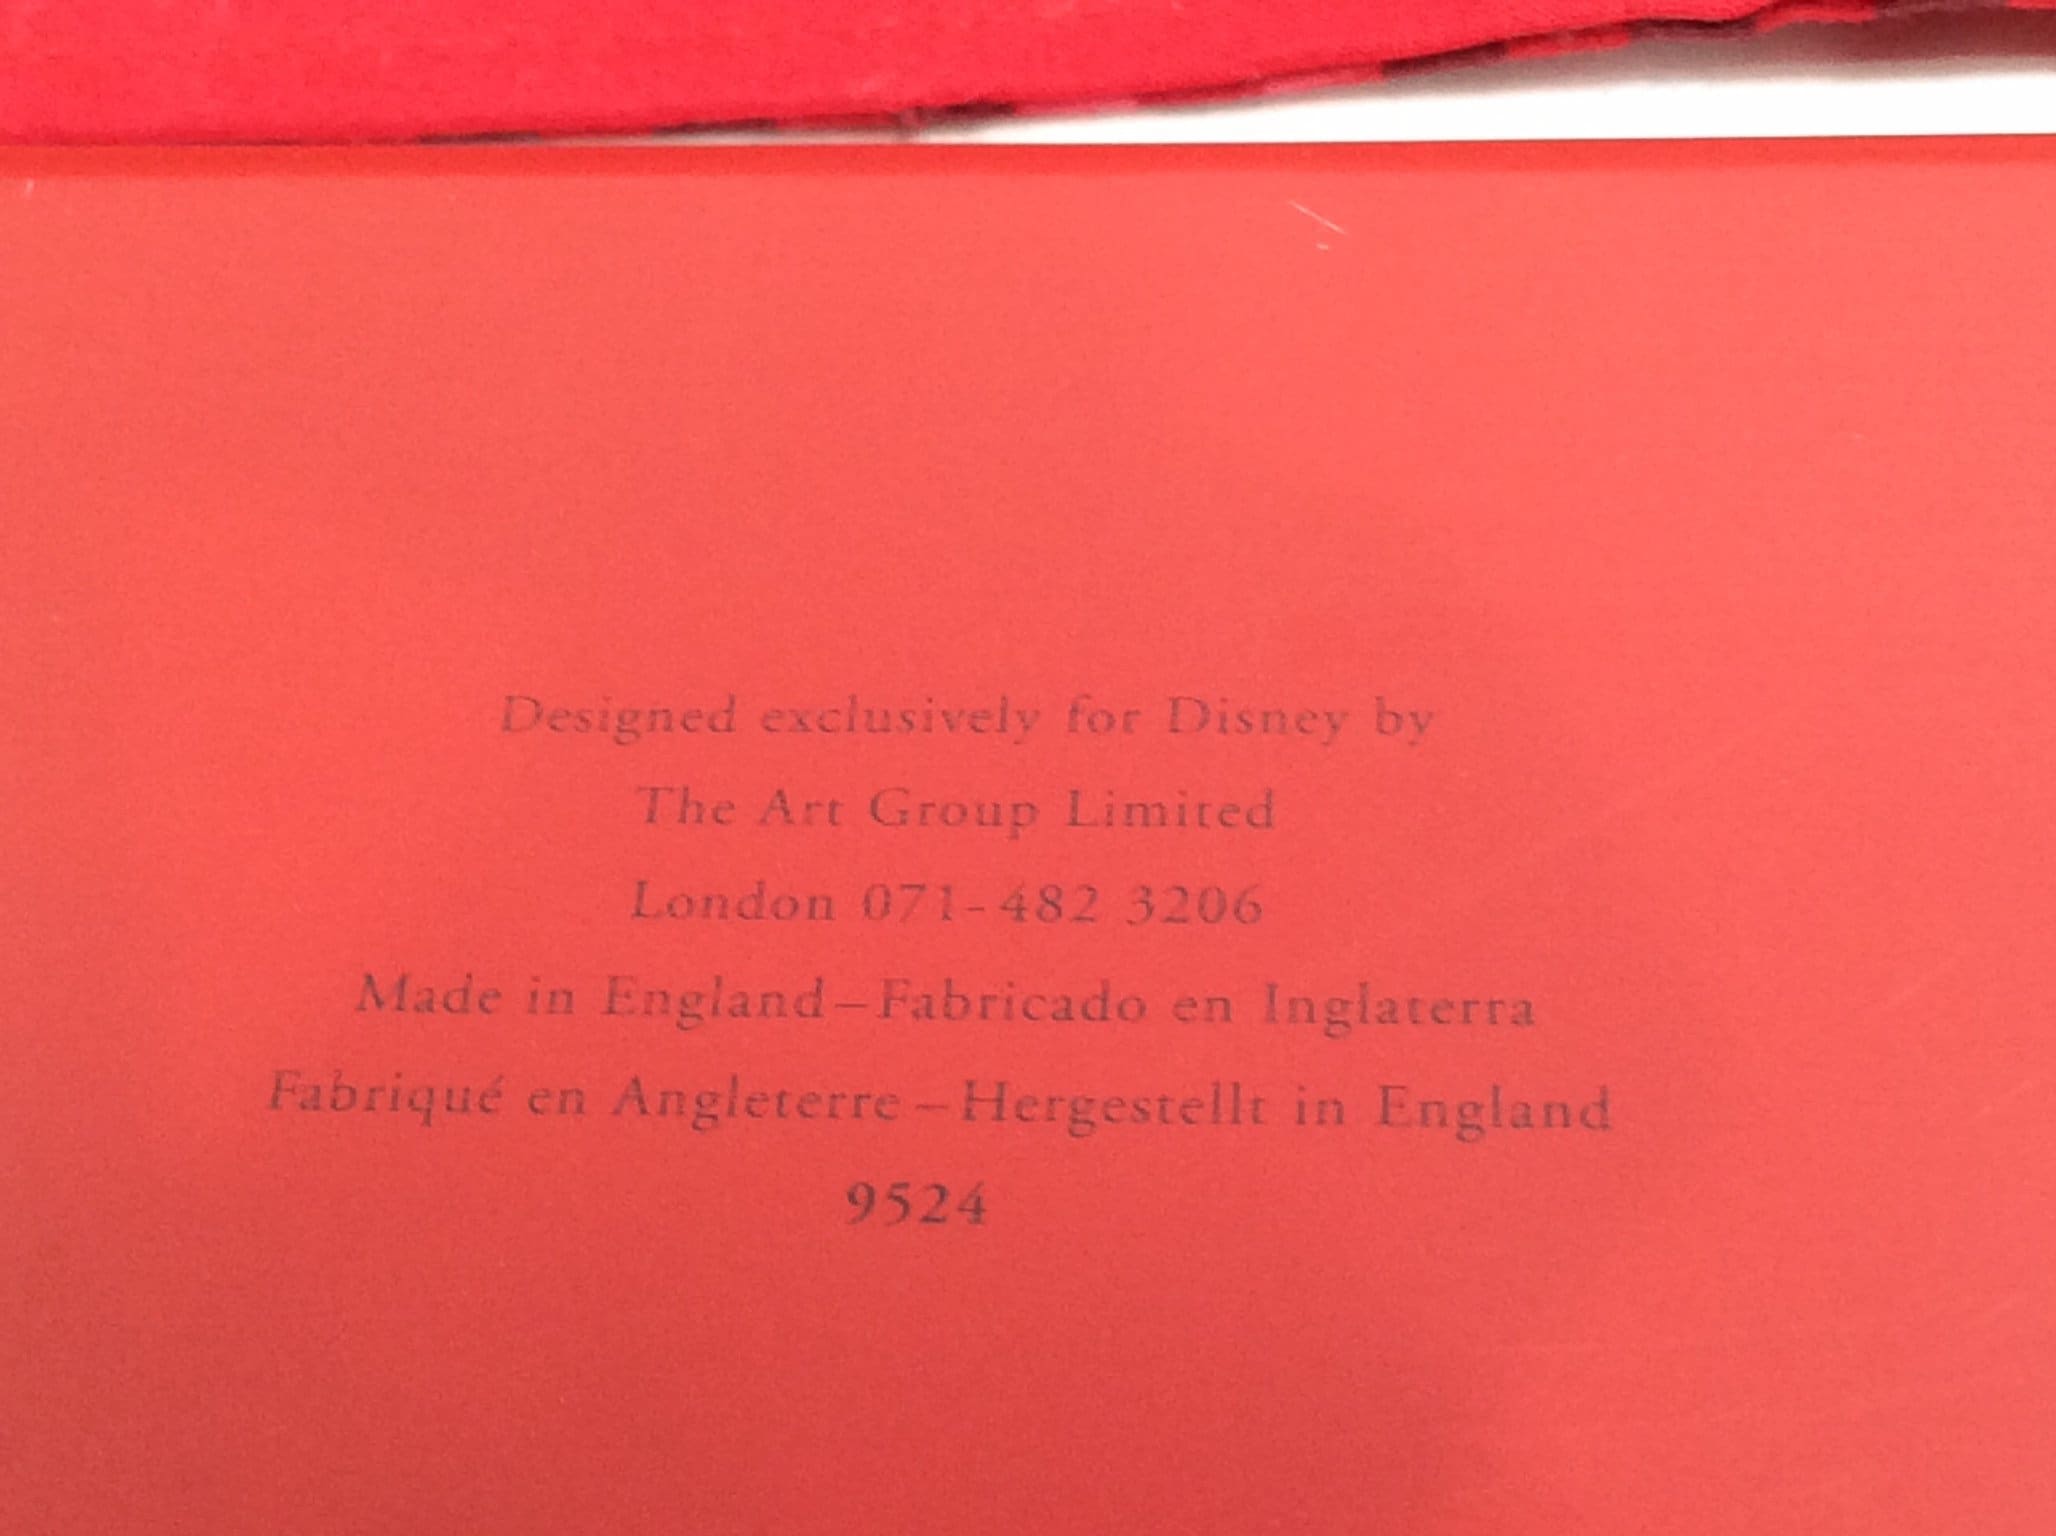 Designed exclusively for Disney by
The Art Group Limited
London 071-482 3206
Made in England–Fabricado en Inglaterra
Fabriqué en Angleterre–Hergestellt in England
9524